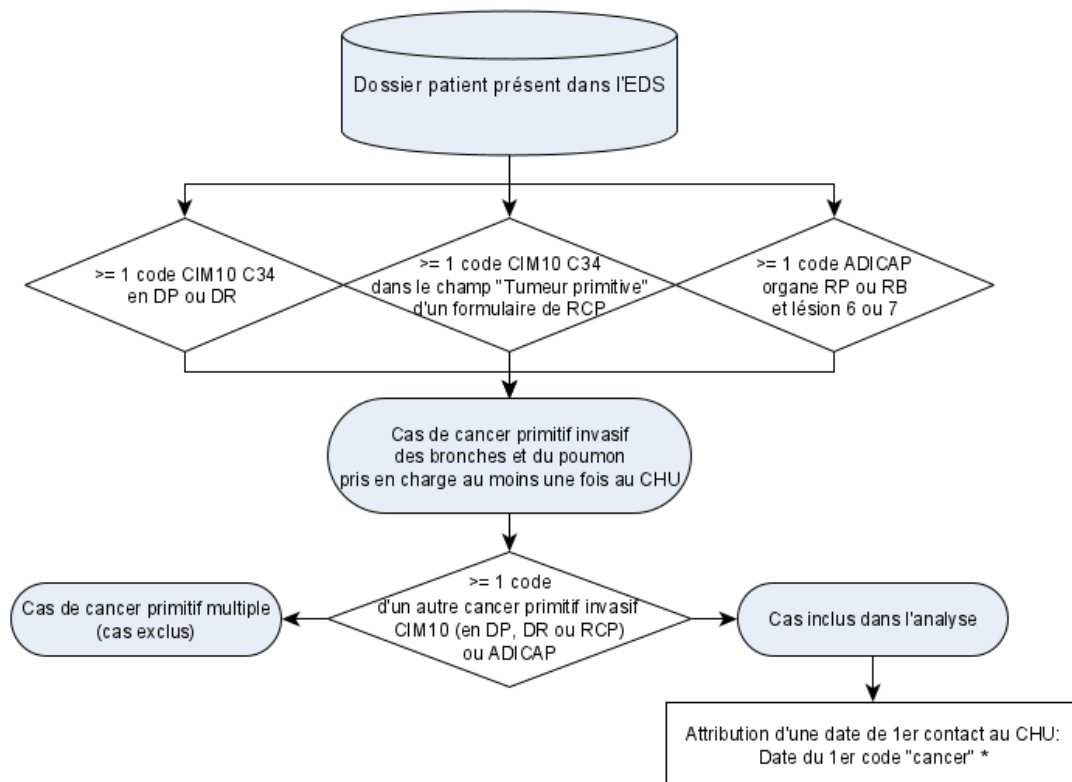 Dossier patient présent dans l'EDS
>= 1 code CIM10 C34
en DP ou DR
>= 1 code CIM10 C34
dans le champ "Tumeur primitive"
d'un formulaire de RCP
>= 1 code ADICAP
organe RP ou RB
et lésion 6 ou 7
Cas de cancer primitif invasif
des bronches et du poumon
pris en charge au moins une fois au CHU
>= 1 code
d'un autre cancer primitif invasif
CIM10 (en DP, DR ou RCP)
ou ADICAP
Cas de cancer primitif multiple
(cas exclus)
Cas inclus dans l'analyse
Attribution d'une date de 1er contact au CHU:
Date du 1er code "cancer" *